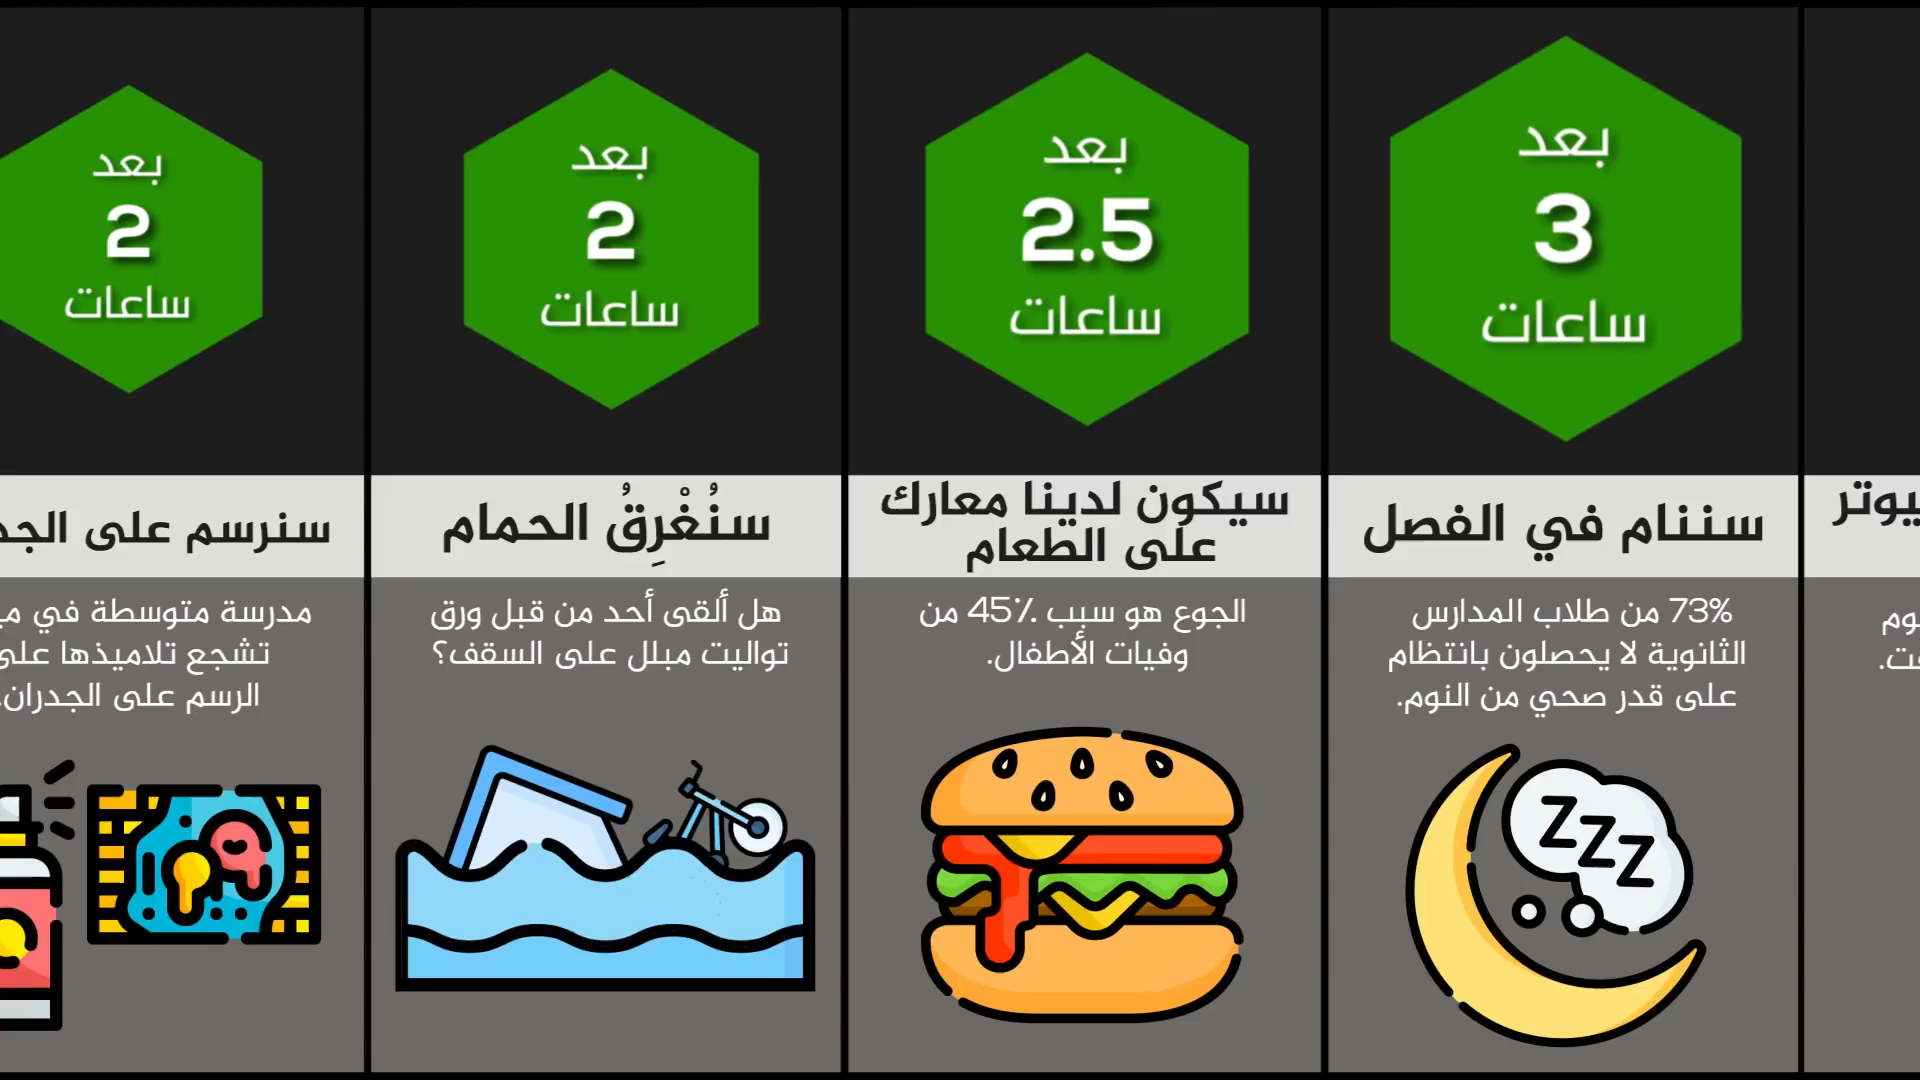 بعد
2
ساعات
سنرسم على
مدرسة متوسطة في
تشجع تلاميذها على
الرسم على الجدران.
بعد
2
ساعات
سنُغْرِقُ الحمام
هل ألقى أحد من قبل ورق
تواليت مبلل على السقف؟
بعد
2.5
ساعات
سيكون لدينا معارك
على الطعام
الجوع هو سبب 45٪ من
وفيات الأطفال.
بعد
3
ساعات
سننام في الفصل
73% من طلاب المدارس
الثانوية لا يحصلون بانتظام
على قدر صحي من النوم.
ZZZ